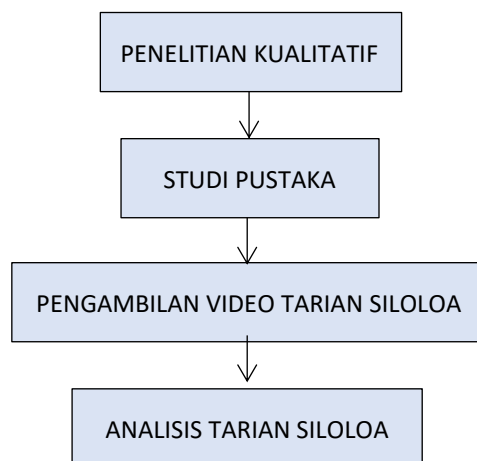 PENELITIAN KUALITATIF
STUDI PUSTAKA
PENGAMBILAN VIDEO TARIAN SILOLOA
ANALISIS TARIAN SILOLOA